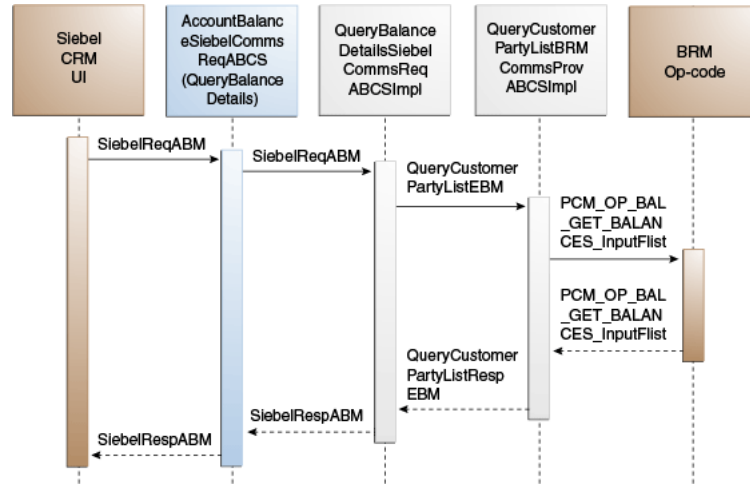 Siebel
CRM
UI
AccountBalanc
eSiebelComms
ReqABCS
(QueryBalance
Details)
QueryBalance
DetailsSiebel
CommsReq
ABCSImpl
QueryCustomer
PartyListBRM
CommsProv
ABCSImpl
BRM
Op-code
SiebelReqABM
SiebelReqABM
QueryCustomer
PartyListEBM
PCM_OP_BAL
_GET_BALAN
CES_InputFlist
PCM_OP_BAL
_GET_BALAN
CES_InputFlist
QueryCustomer
PartyListResp
EBM
SiebelRespABM
SiebelRespABM